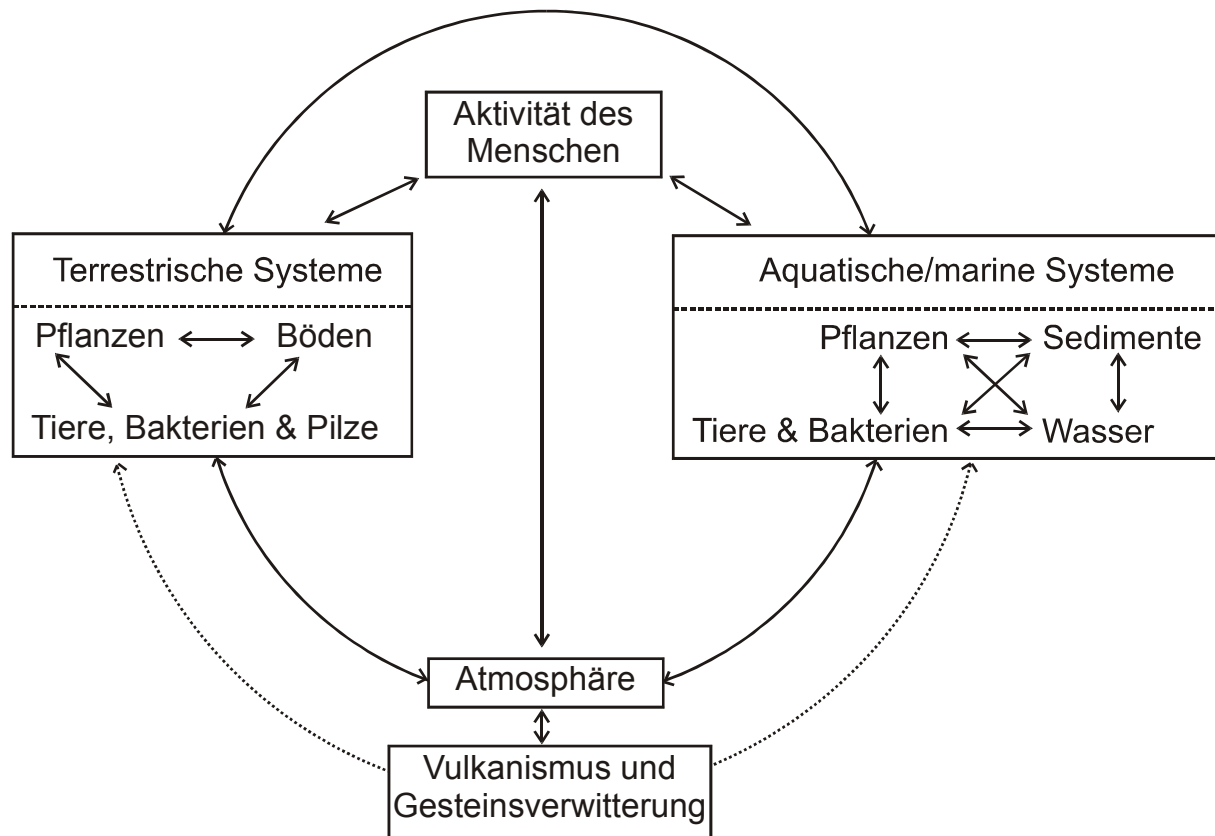 Aktivität des
Menschen
Terrestrische Systeme
Pflanzen
Böden
Tiere, Bakterien & Pilze
Aquatische/marine Systeme
Pflanzen
Sedimente
Tiere & Bakterien
Wasser
Atmosphäre
Vulkanismus und
Gesteinsverwitterung